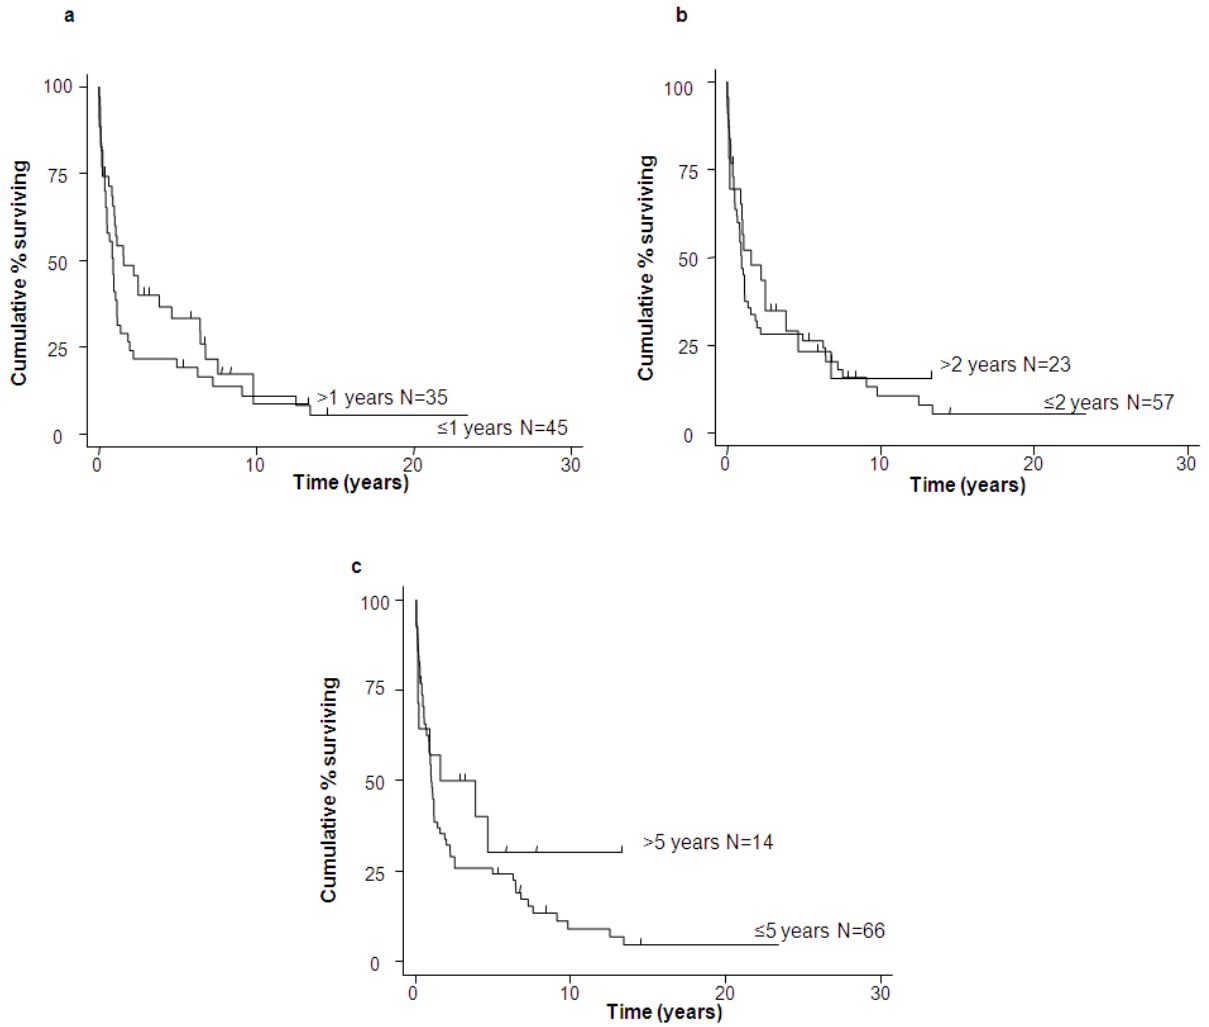 a
Cumulative % surviving
100
75
50
25
0
>1 years N=35
≤1 years N=45
0 10 20 30
Time (years)
b
Cumulative % surviving
100
75
50
25
0
>2 years N=23
≤2 years N=57
0 10 20 30
Time (years)
c
Cumulative % surviving
100
75
50
25
0
>5 years N=14
≤5 years N=66
0 10 20 30
Time (years)